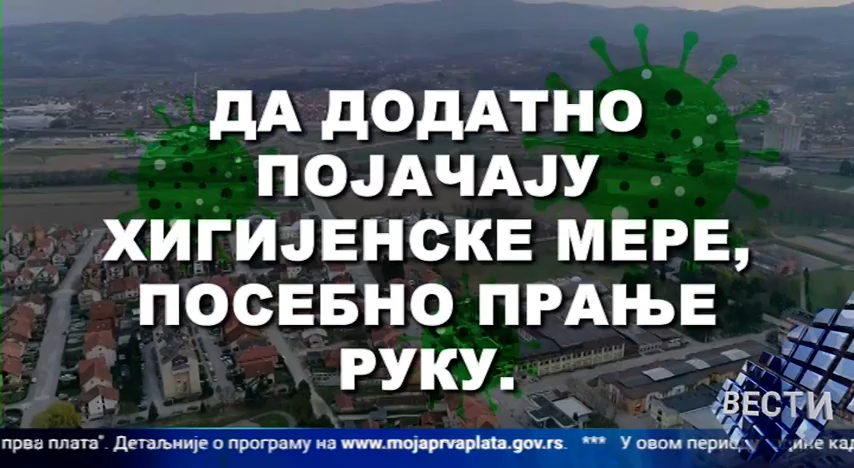 ДА ДОДАТНО
ПОЈАЧАЈУ
ХИГИЈЕНСКЕ МЕРЕ,
ПОСЕБНО ПРАЊЕ
РУКУ.
ВЕСТИ
прва плата". Детаљније о програму на www.mojaprvaplata.gov.rs. *** У овом